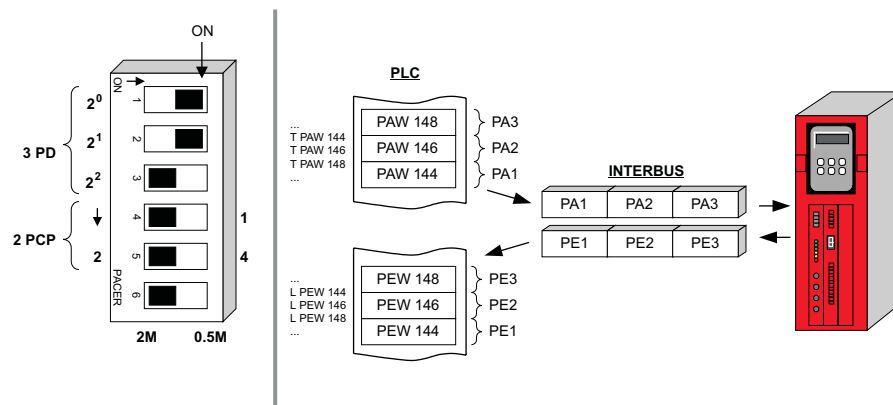 ON
ON
1
2
3
4
5
6
PACER
2⁰
2¹
3 PD
2²
2 PCP
1
2
4
2M 0.5M
PLC
...
T PAW 144
T PAW 146
T PAW 148
...
PAW 148
PAW 146
PAW 144
PA3
PA2
PA1
INTERBUS
PA1 PA2 PA3
PE1 PE2 PE3
...
L PEW 144
L PEW 146
L PEW 148
...
PEW 148
PEW 146
PEW 144
PE3
PE2
PE1